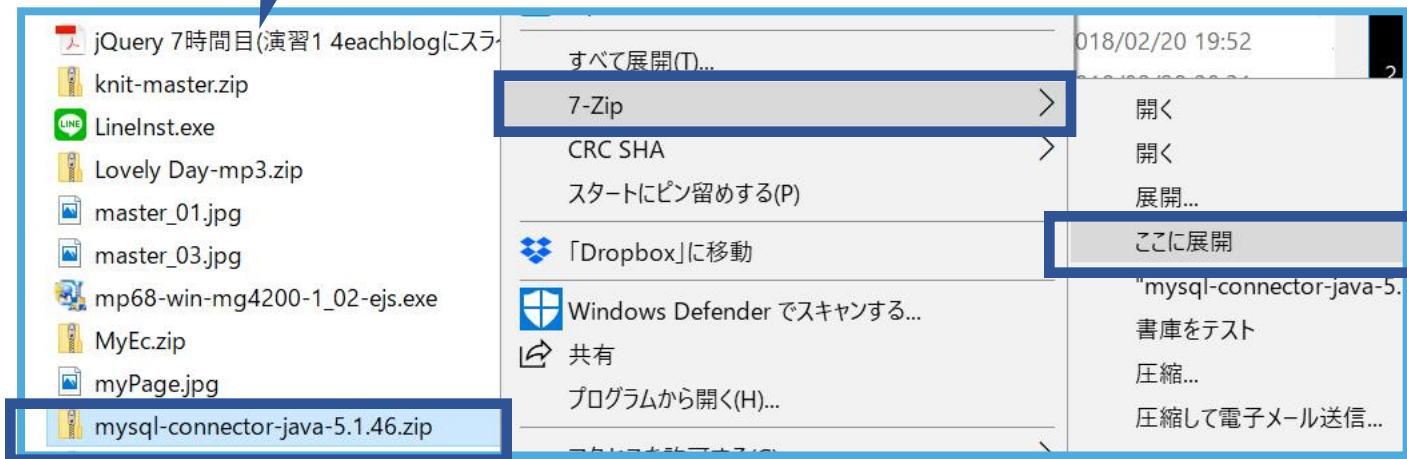 jQuery 7時間目(演習1 4eachblogにスラ
knit-master.zip
LINE
LineInst.exe
Lovely Day-mp3.zip
master_01.jpg
master_03.jpg
mp68-win-mg4200-1_02-ejs.exe
MyEc.zip
myPage.jpg
mysql-connector-java-5.1.46.zip
すべて展開(T)...
7-Zip
CRC SHA
スタートにピン留めする(P)
「Dropbox」に移動
Windows Defender でスキャンする...
共有
プログラムから開く(H)...
018/02/20 19:52
2
開く
開く
展開...
ここに展開
"mysql-connector-java-5.
書庫をテスト
圧縮...
圧縮して電子メール送信...